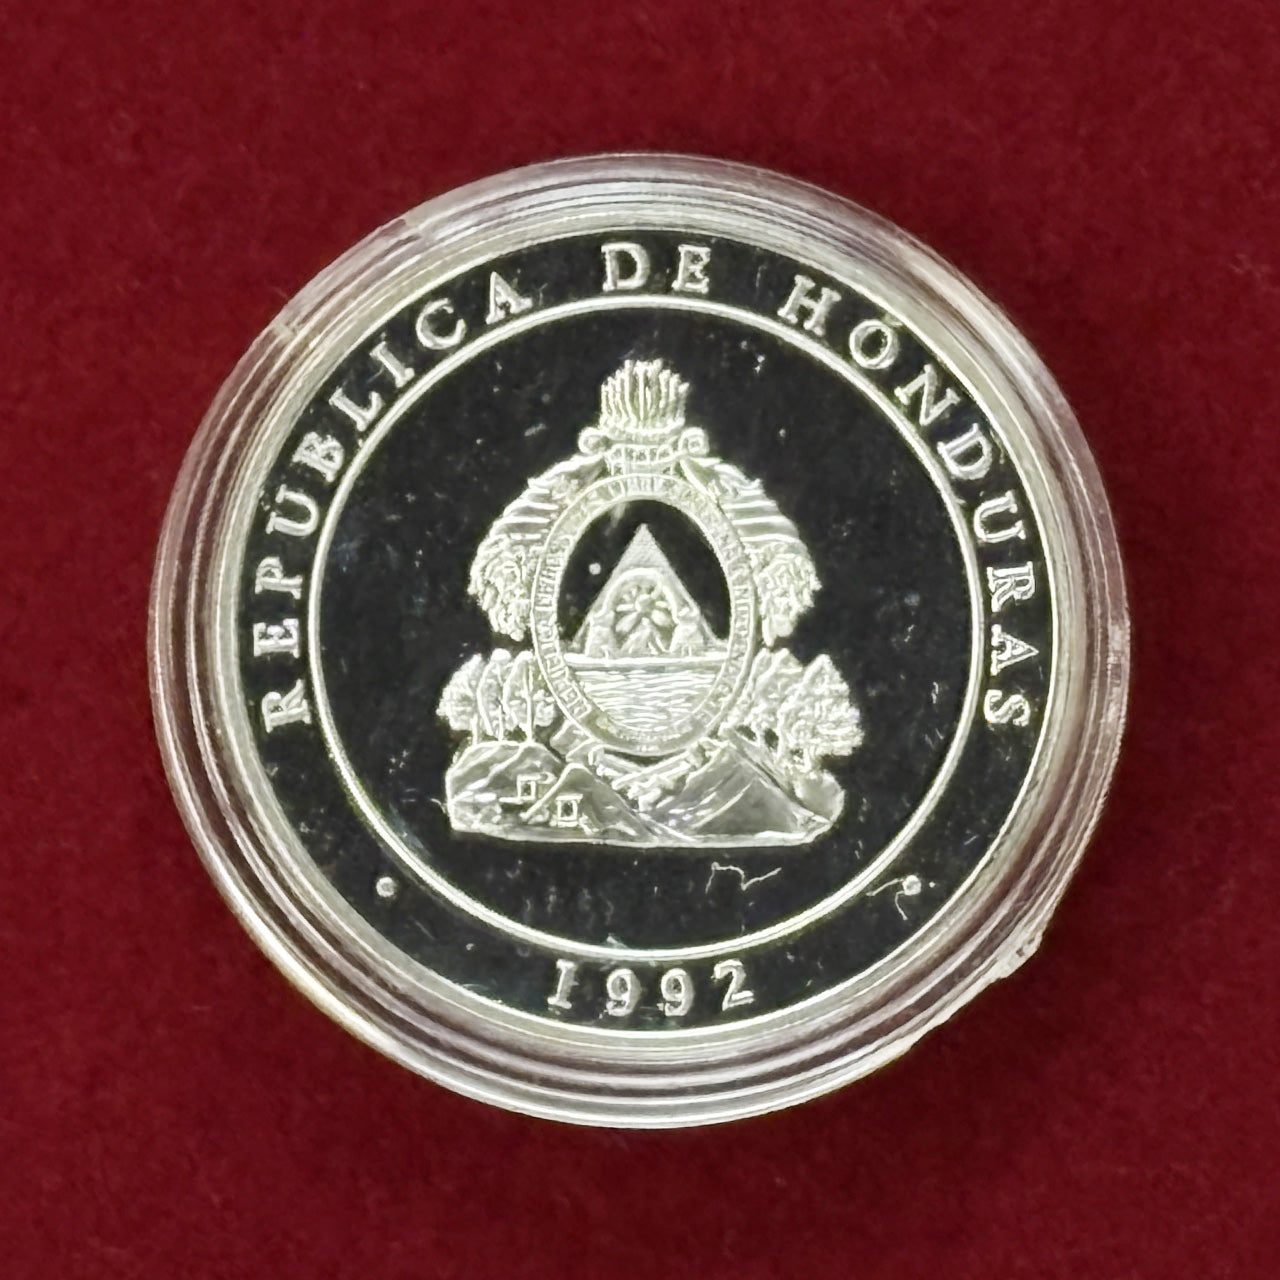 REPUBLICA DE HONDURAS
1992